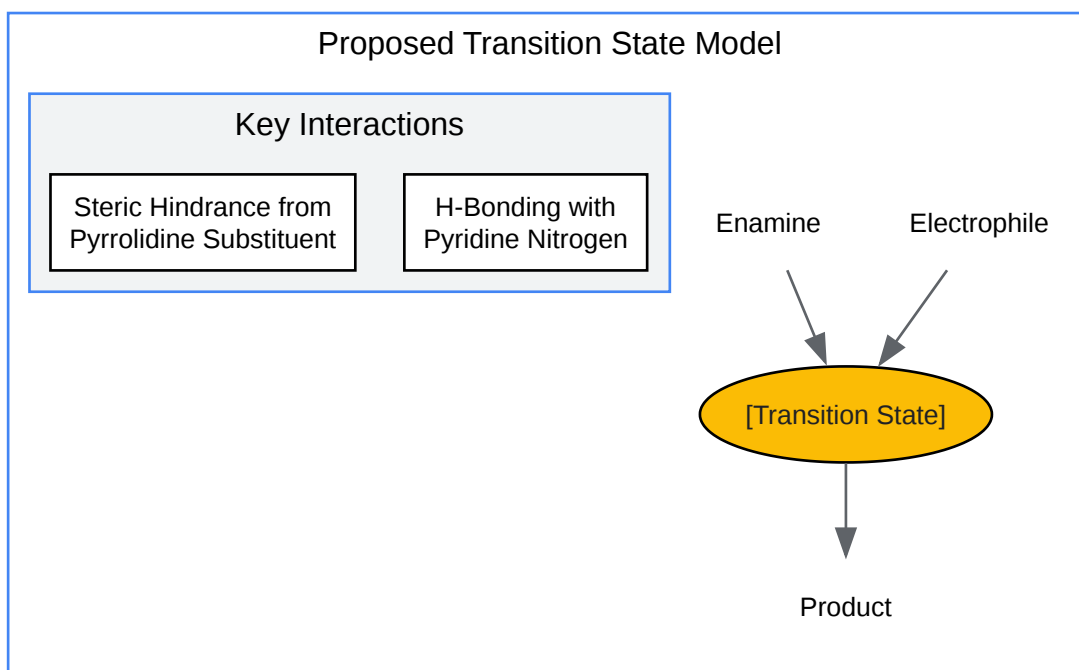 Proposed Transition State Model
Key Interactions
Steric Hindrance from
Pyrrolidine Substituent
H-Bonding with
Pyridine Nitrogen
Enamine
Electrophile
[Transition State]
Product